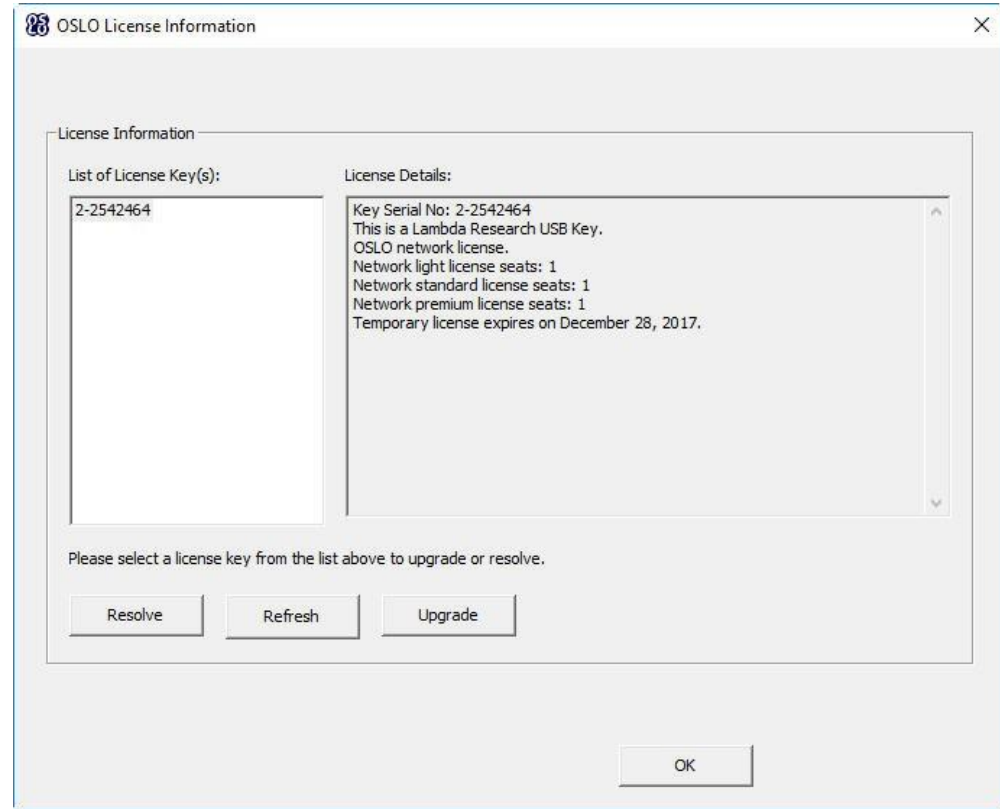 OSLO License Information
License Information
List of License Key(s):
2-2542464
License Details:
Key Serial No: 2-2542464
This is a Lambda Research USB Key.
OSLO network license.
Network light license seats: 1
Network standard license seats: 1
Network premium license seats: 1
Temporary license expires on December 28, 2017.
Please select a license key from the list above to upgrade or resolve.
Resolve
Refresh
Upgrade
OK